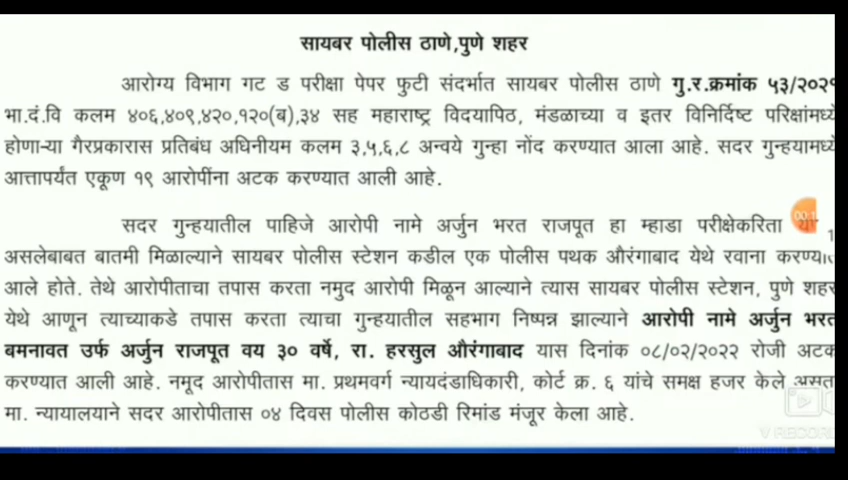 सायबर पोलीस ठाणे,पुणे शहर
आरोग्य विभाग गट ड परीक्षा पेपर फुटी संदर्भात सायबर पोलीस ठाणे गु.र.क्रमांक ५३/२०२१
भा.दं.वि कलम ४०६,४०९,४२०,१२०(ब),३४ सह महाराष्ट्र विदयापिठ, मंडळाच्या व इतर विनिर्दिष्ट परिक्षांमध्ये
होणाऱ्या गैरप्रकारास प्रतिबंध अधिनीयम कलम ३,५,६,८ अन्वये गुन्हा नोंद करण्यात आला आहे. सदर गुन्हयामध्ये
आत्तापर्यंत एकूण १९ आरोपींना अटक करण्यात आली आहे.
सदर गुन्हयातील पाहिजे आरोपी नामे अर्जुन भरत राजपूत हा म्हाडा परीक्षेकरिता
असलेबाबत बातमी मिळाल्याने सायबर पोलीस स्टेशन कडील एक पोलीस पथक औरंगाबाद येथे रवाना करण्यात
आले होते. तेथे आरोपीताचा तपास करता नमुद आरोपी मिळून आल्याने त्यास सायबर पोलीस स्टेशन, पुणे शहर
येथे आणून त्याच्याकडे तपास करता त्याचा गुन्हयातील सहभाग निष्पन्न झाल्याने आरोपी नामे अर्जुन भरत
बमनावत उर्फ अर्जुन राजपूत वय ३० वर्षे, रा. हरसुल औरंगाबाद यास दिनांक ०८/०२/२०२२ रोजी अटक
करण्यात आली आहे. नमूद आरोपीतास मा. प्रथमवर्ग न्यायदंडाधिकारी, कोर्ट क्र. ६ यांचे समक्ष हजर केले असता
मा. न्यायालयाने सदर आरोपीतास ०४ दिवस पोलीस कोठडी रिमांड मंजूर केला आहे.